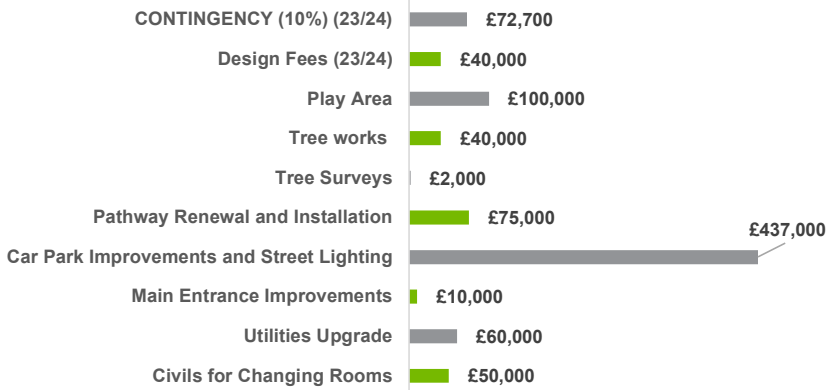 CONTINGENCY (10%) (23/24) £72,700
Design Fees (23/24) £40,000
Play Area £100,000
Tree works £40,000
Tree Surveys £2,000
Pathway Renewal and Installation £75,000
Car Park Improvements and Street Lighting £437,000
Main Entrance Improvements £10,000
Utilities Upgrade £60,000
Civils for Changing Rooms £50,000